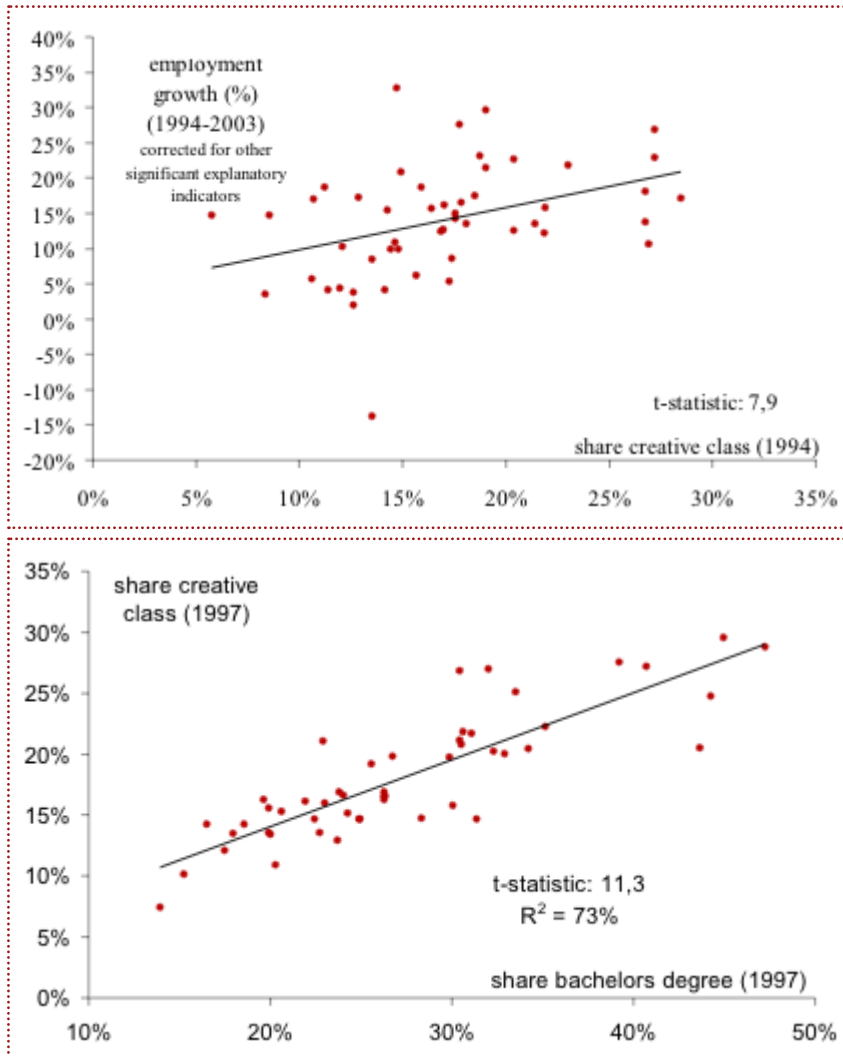 40%
35%
30%
25%
20%
15%
10%
5%
0%
-5%
-10%
-15%
-20%
employment
growth (%)
(1994-2003)
corrected for other
significant explanatory
indicators
t-statistic: 7,9
share creative class (1994)
0% 5% 10% 15% 20% 25% 30% 35%
35%
30%
25%
20%
15%
10%
5%
0%
share creative
class (1997)
t-statistic: 11,3
R² = 73%
share bachelors degree (1997)
10% 20% 30% 40% 50%